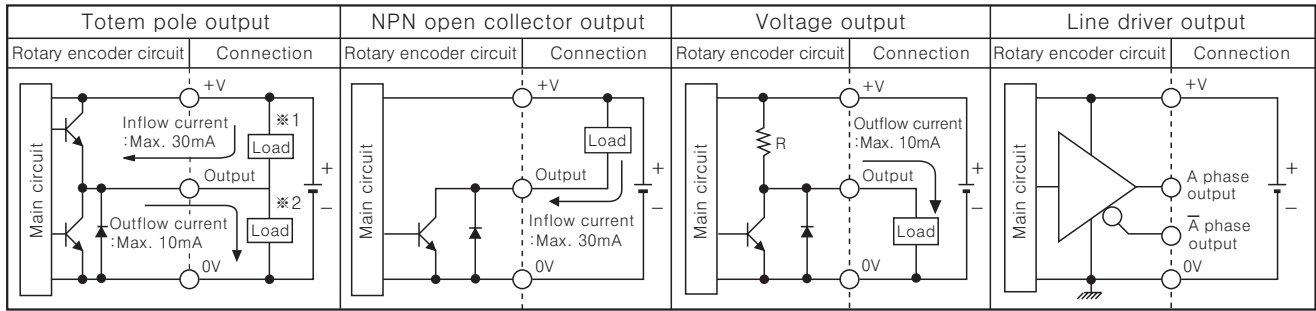 Totem pole output
Rotary encoder circuit
Connection
Main circuit
+V
Inflow current
:Max. 30mA
※1
Load
Output
※2
Outflow current
:Max. 10mA
Load
0V
+
−
NPN open collector output
Rotary encoder circuit
Connection
Main circuit
+V
Load
Output
Inflow current
:Max. 30mA
0V
+
−
Voltage output
Rotary encoder circuit
Connection
Main circuit
+V
R
Outflow current
:Max. 10mA
Output
Load
0V
+
−
Line driver output
Rotary encoder circuit
Connection
Main circuit
+V
A phase
output
A̅ phase
output
0V
+
−